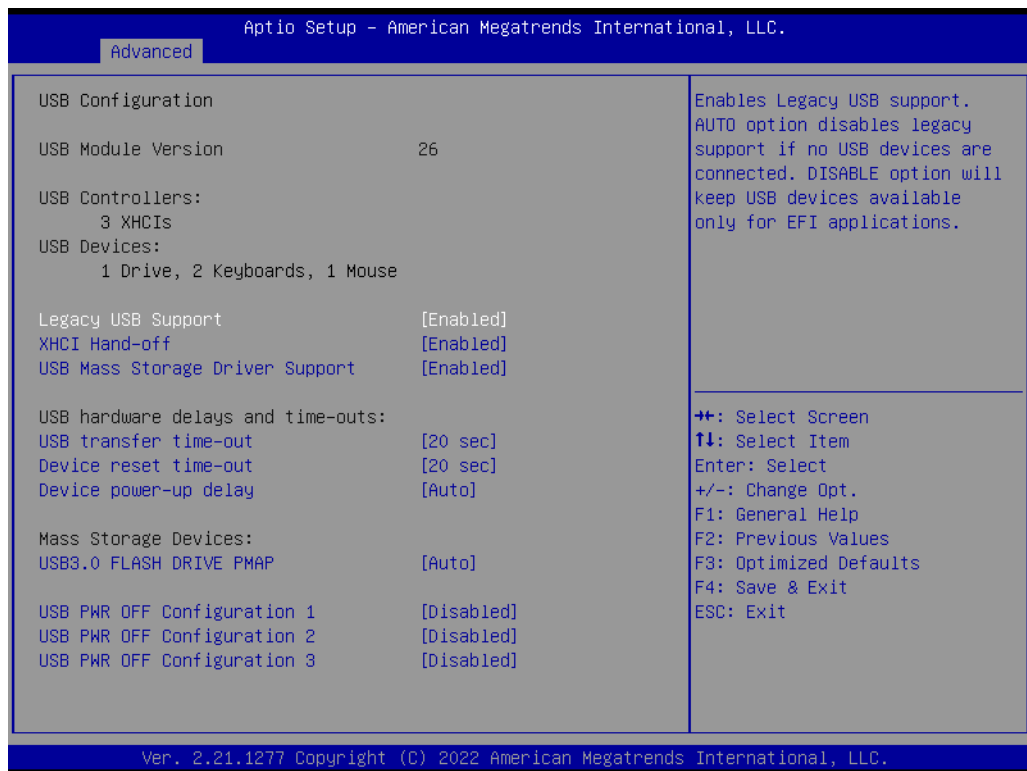 Aptio Setup – American Megatrends International, LLC.
Advanced
USB Configuration
USB Module Version 26
USB Controllers:
3 XHCIs
USB Devices:
1 Drive, 2 Keyboards, 1 Mouse
Legacy USB Support [Enabled]
XHCI Hand-off [Enabled]
USB Mass Storage Driver Support [Enabled]
USB hardware delays and time-outs:
USB transfer time-out [20 sec]
Device reset time-out [20 sec]
Device power-up delay [Auto]
Mass Storage Devices:
USB3.0 FLASH DRIVE PMAP [Auto]
USB PWR OFF Configuration 1 [Disabled]
USB PWR OFF Configuration 2 [Disabled]
USB PWR OFF Configuration 3 [Disabled]
Enables Legacy USB support.
AUTO option disables legacy
support if no USB devices are
connected. DISABLE option will
keep USB devices available
only for EFI applications.
→←: Select Screen
↑↓: Select Item
Enter: Select
+/-: Change Opt.
F1: General Help
F2: Previous Values
F3: Optimized Defaults
F4: Save & Exit
ESC: Exit
Ver. 2.21.1277 Copyright (C) 2022 American Megatrends International, LLC.